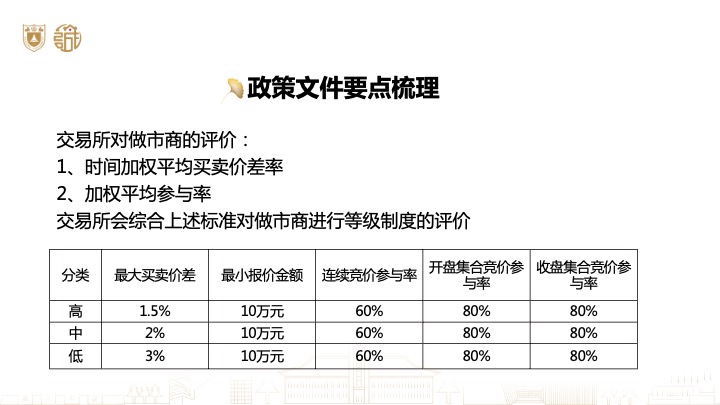 政策文件要点梳理
交易所对做市商的评价：
1、时间加权平均买卖价差率
2、加权平均参与率
交易所会综合上述标准对做市商进行等级制度的评价
分类 最大买卖价差 最小报价金额 连续竞价参与率 开盘集合竞价参与率 收盘集合竞价参与率
高 1.5% 10万元 60% 80% 80%
中 2% 10万元 60% 80% 80%
低 3% 10万元 60% 80% 80%